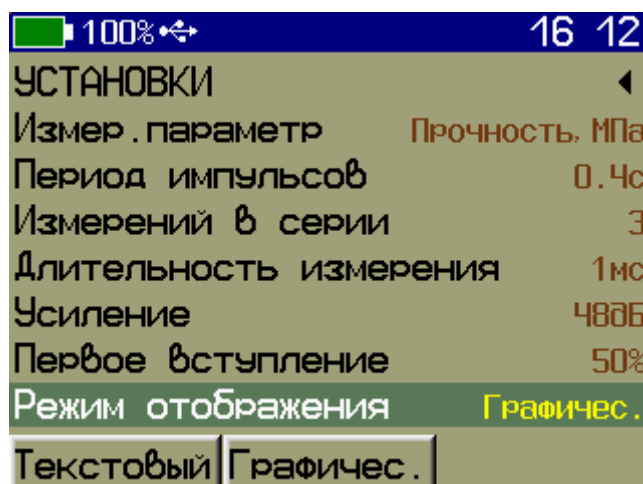 100% 16 12
УСТАНОВКИ
Измер.параметр Прочность, МПа
Период импульсов 0.4с
Измерений в серии 3
Длительность измерения 1мс
Усиление 48дБ
Первое вступление 50%
Режим отображения Графичес.
Текстовый Графичес.